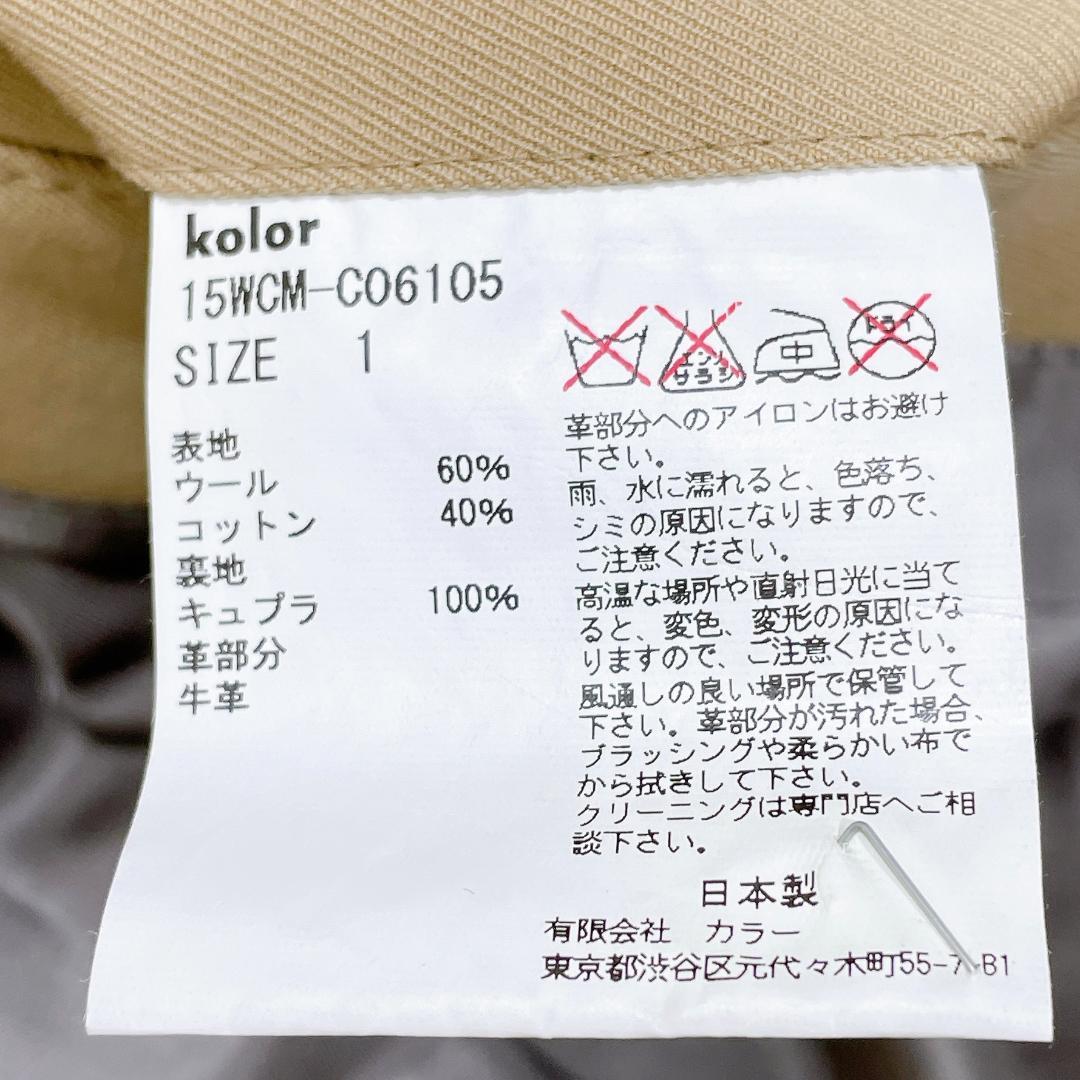 kolor
15WCM-C06105
SIZE 1
表地
ウール 60%
コットン 40%
裏地
キュプラ 100%
革部分
牛革
エンソ
サラシ
中
ドライ
革部分へのアイロンはお避け
下さい。
雨、水に濡れると、色落ち、
シミの原因になりますので、
ご注意ください。
高温な場所や直射日光に当て
ると、変色、変形の原因にな
りますので、ご注意ください。
風通しの良い場所で保管して
下さい。革部分が汚れた場合、
ブラッシングや柔らかい布で
から拭きして下さい。
クリーニングは専門店へご相
談下さい。
日本製
有限会社 カラー
東京都渋谷区元代々木町55-7-B1